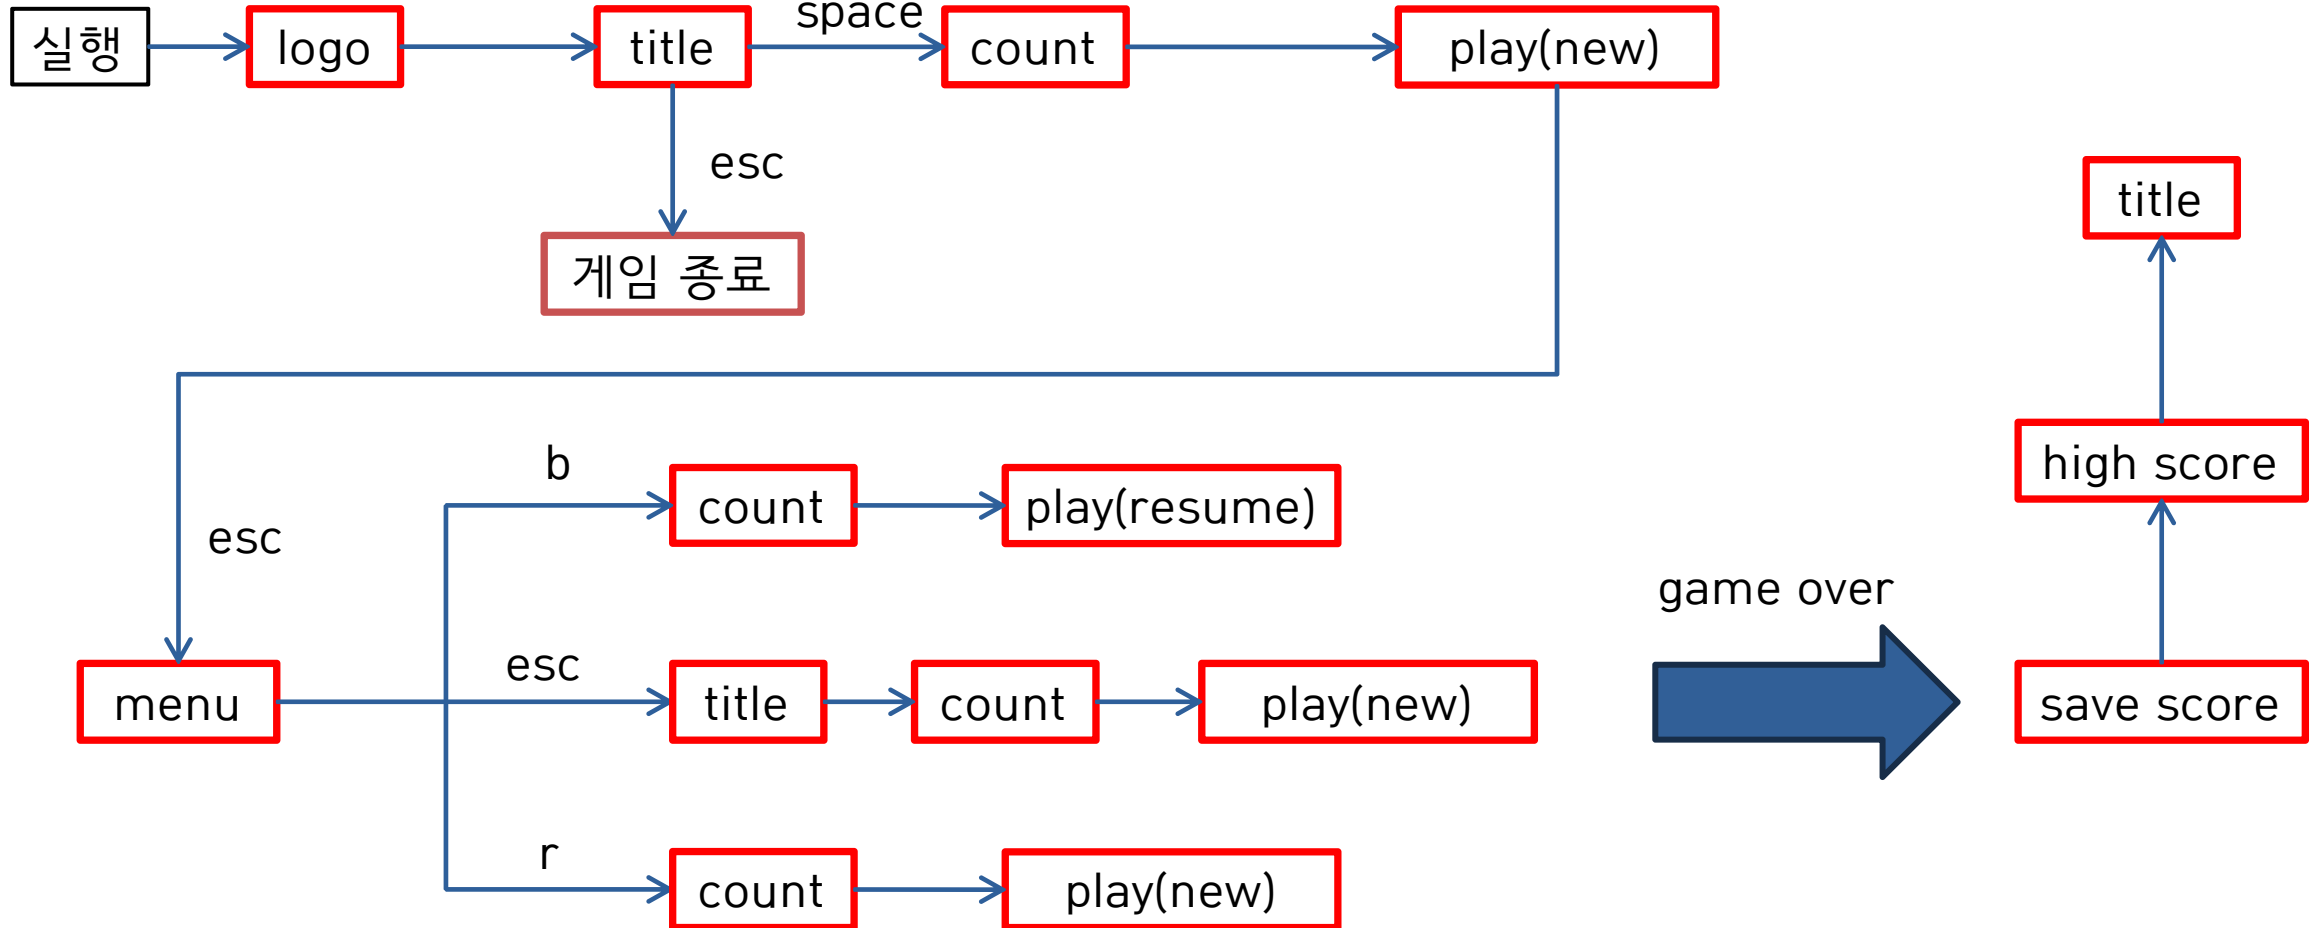 실행
logo
title
space
count
play(new)
esc
게임 종료
title
high score
save score
game over
esc
menu
b
count
play(resume)
esc
title
count
play(new)
r
count
play(new)